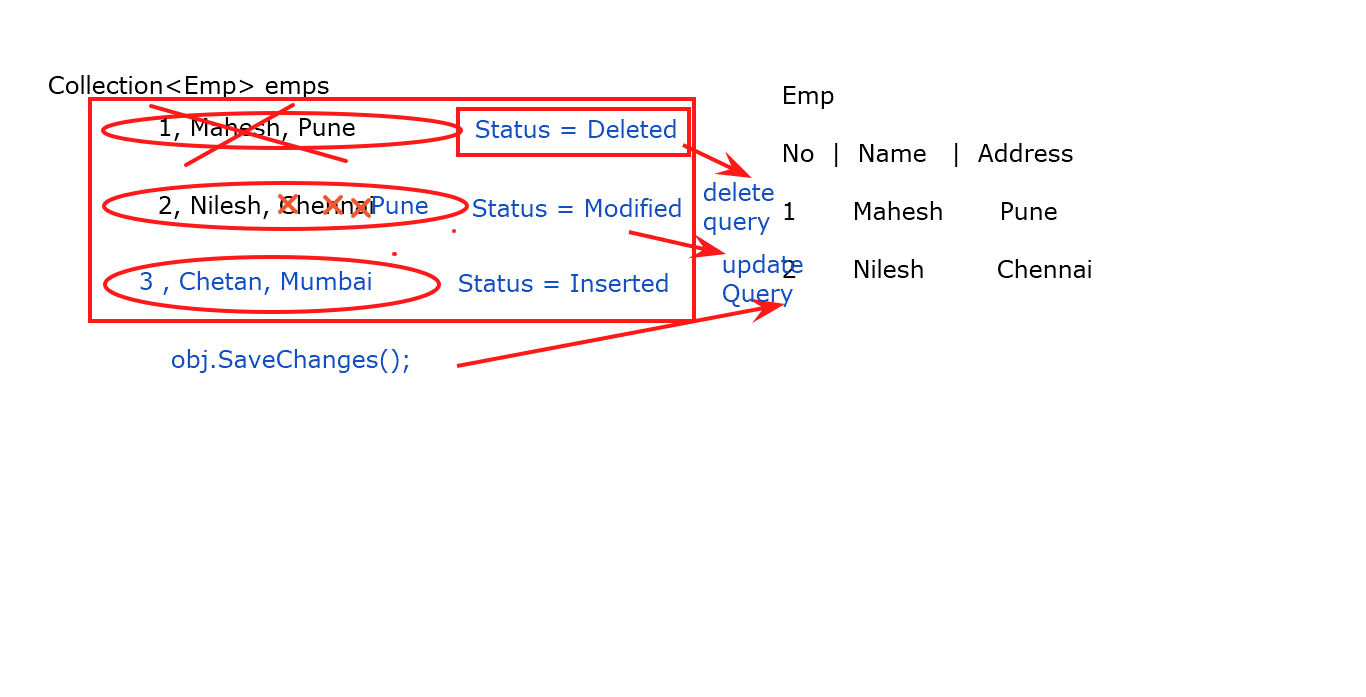 Collection<Emp> emps
1, Mahesh, Pune
Status = Deleted
2, Nilesh, Chennai Pune
Status = Modified
3 , Chetan, Mumbai
Status = Inserted
obj.SaveChanges();
delete
query
update
Query
Emp
No | Name | Address
1 Mahesh Pune
2 Nilesh Chennai